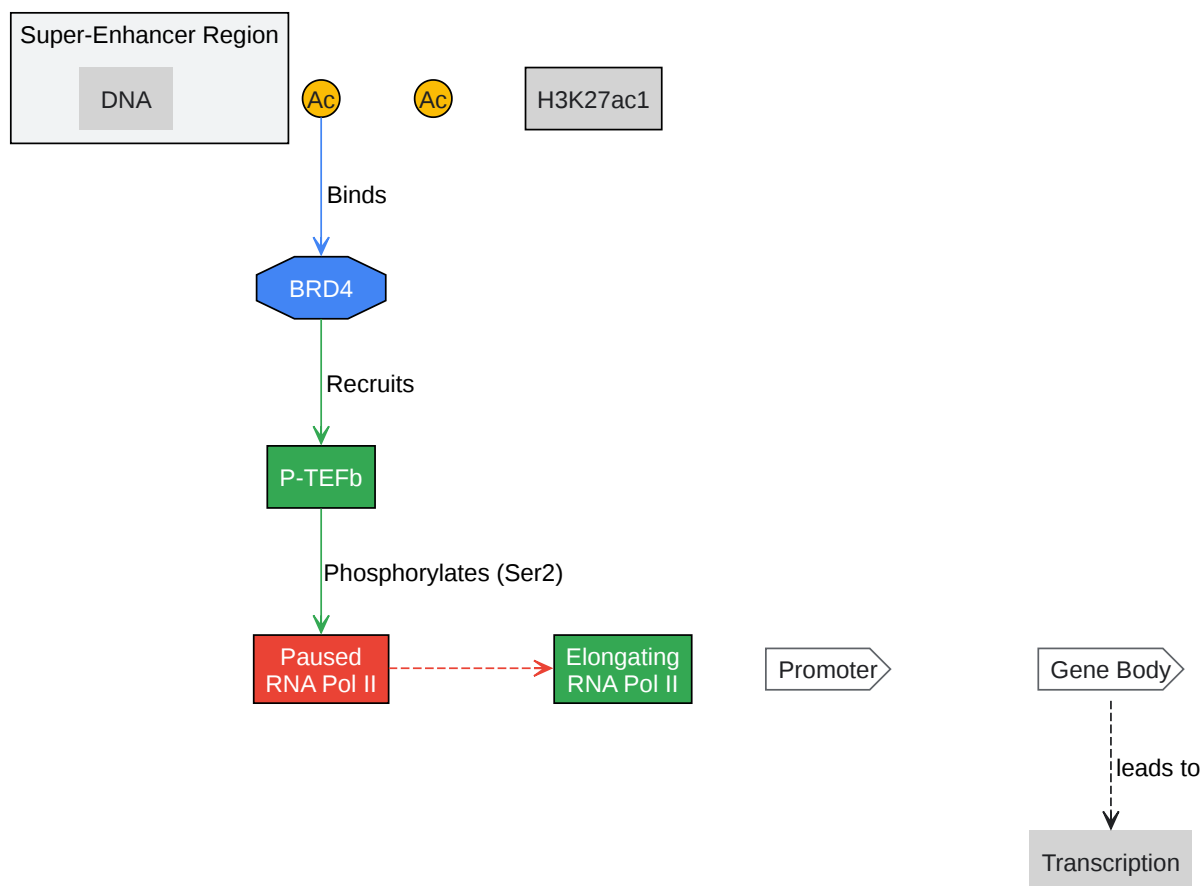 Super-Enhancer Region
DNA
Ac
Ac
H3K27ac1
Binds
BRD4
Recruits
P-TEFb
Phosphorylates (Ser2)
Paused
RNA Pol II
Elongating
RNA Pol II
Promoter
Gene Body
leads to
Transcription